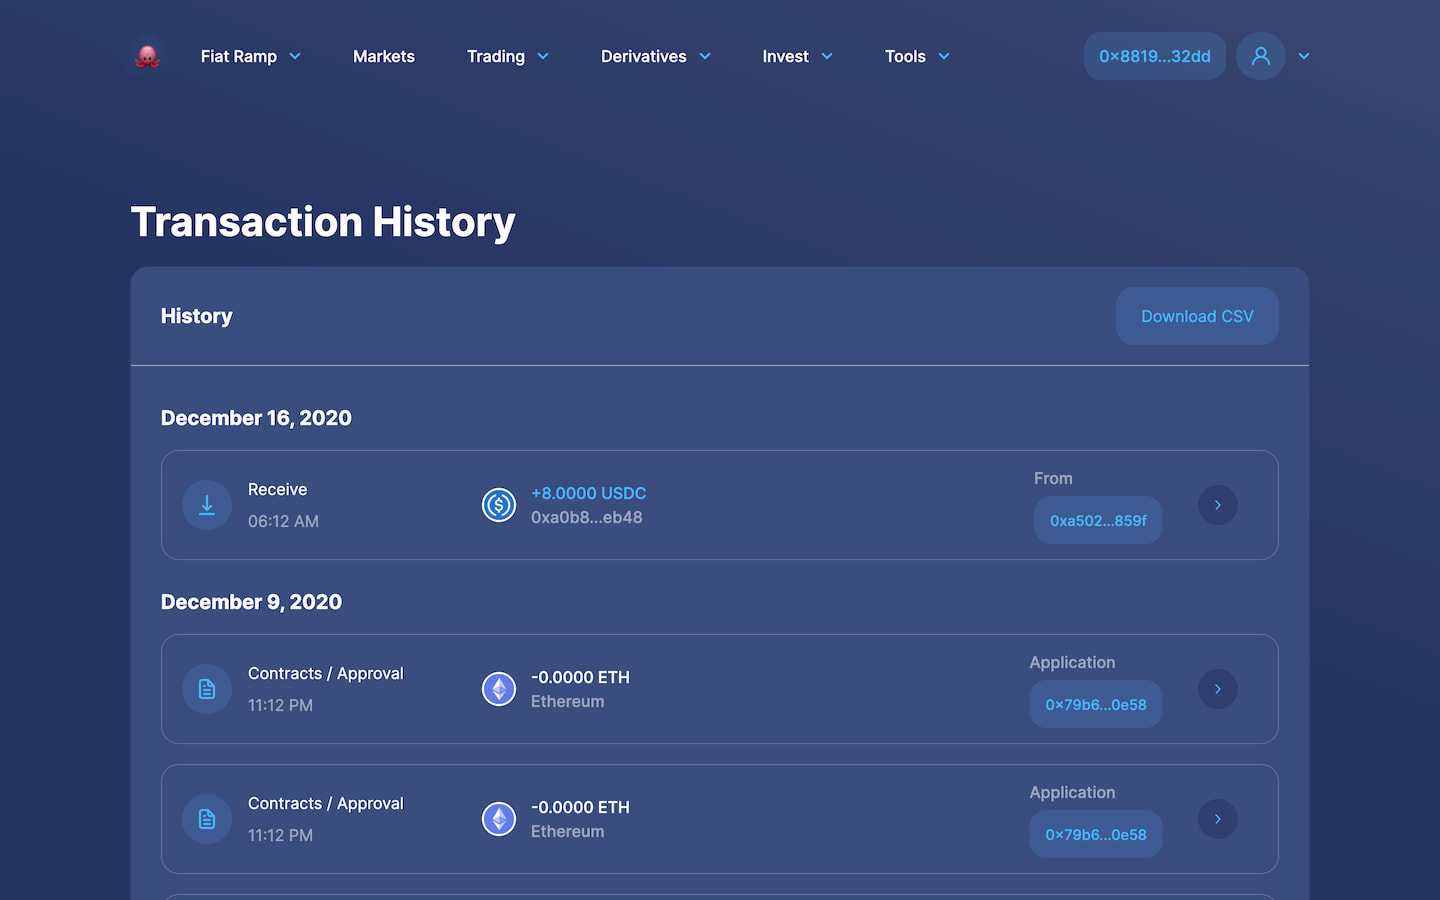 Fiat Ramp Markets Trading Derivatives Invest Tools 0×8819...32dd
Transaction History
History Download CSV
December 16, 2020
Receive
06:12 AM
+8.0000 USDC
0xa0b8...eb48
From
0xa502...859f
December 9, 2020
Contracts / Approval
11:12 PM
-0.0000 ETH
Ethereum
Application
0×79b6...0e58
Contracts / Approval
11:12 PM
-0.0000 ETH
Ethereum
Application
0×79b6...0e58